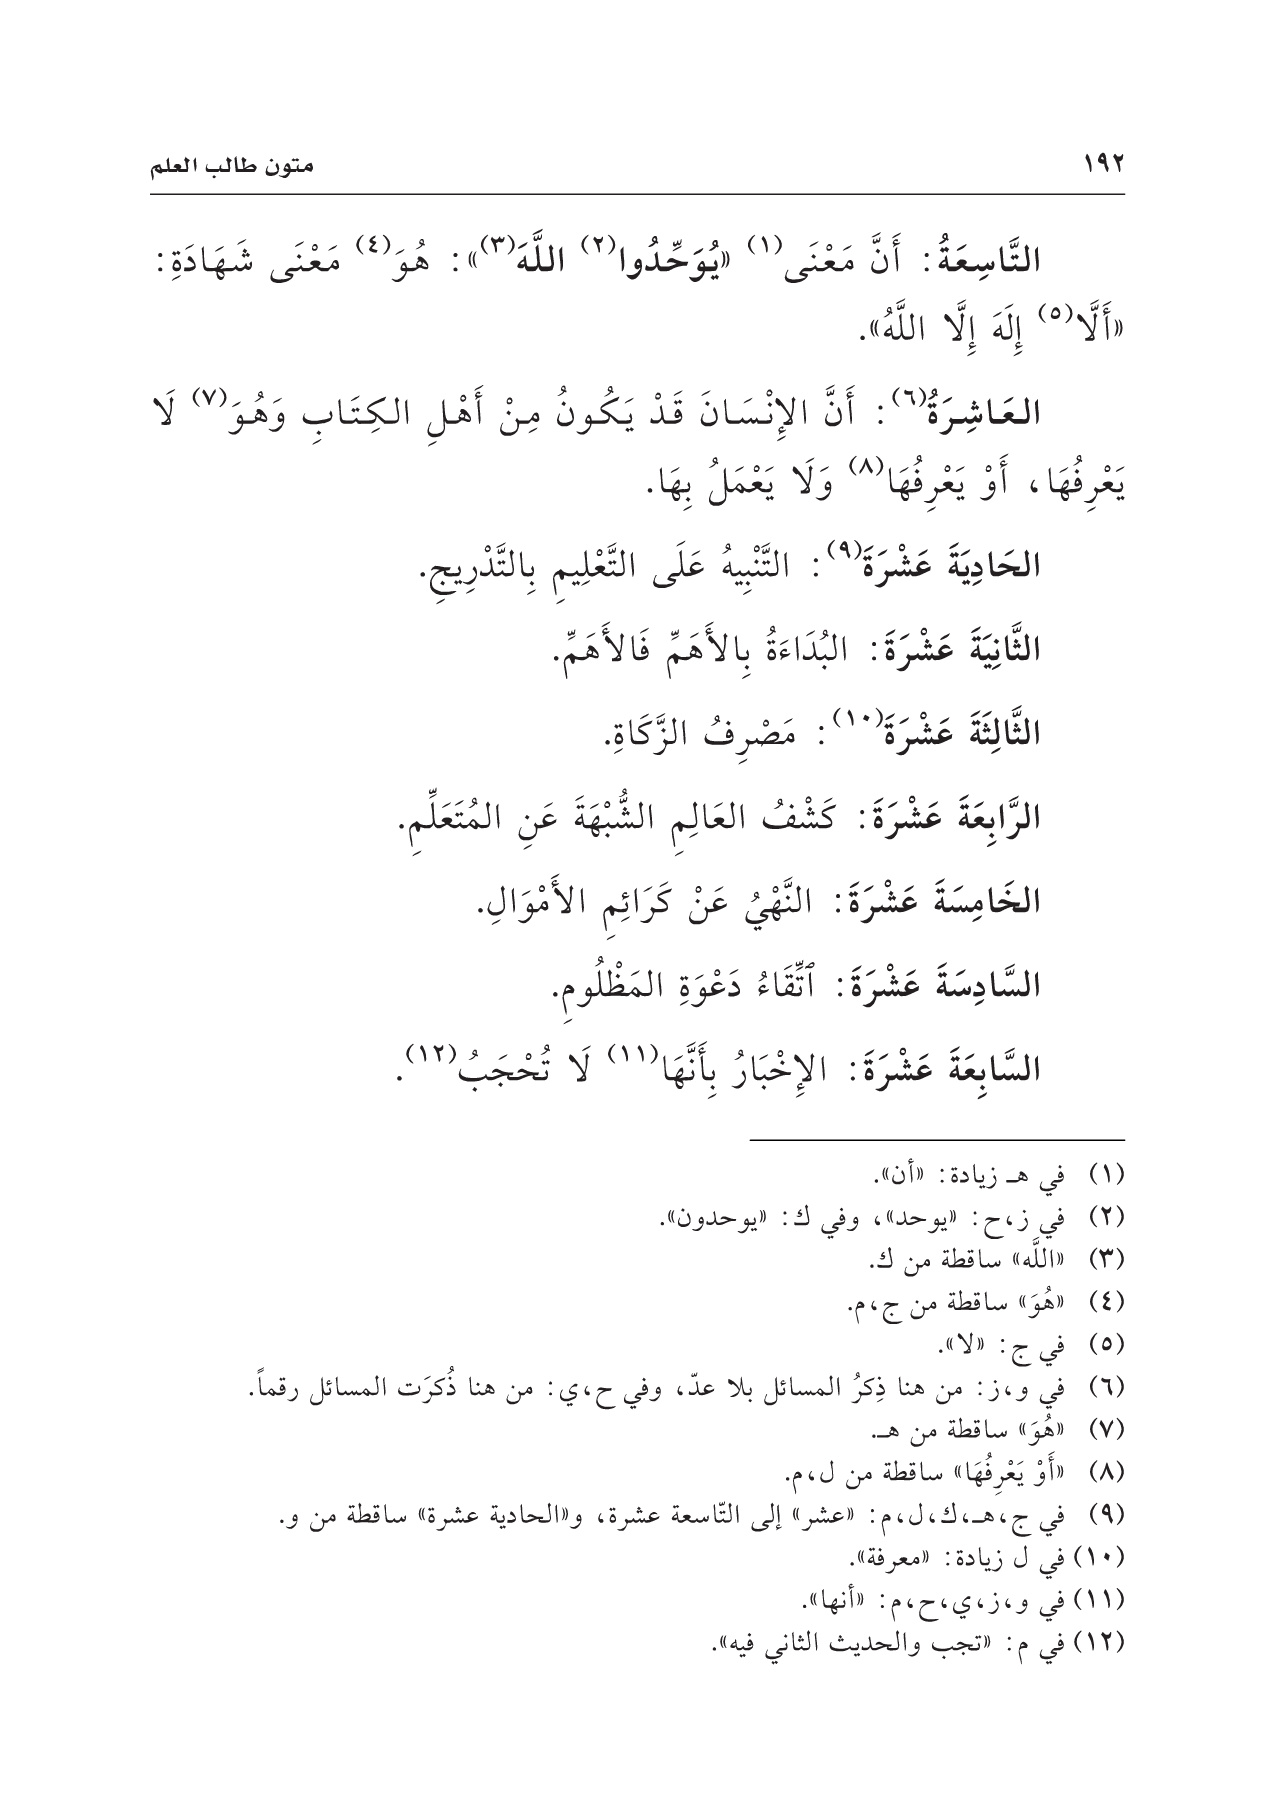 ١٩٢ متون طالب العلم
التَّاسِعَةُ: أَنَّ مَعْنَى(١) «يُوَحِّدُوا(٢) اللَّهَ(٣)»: هُوَ(٤) مَعْنَى شَهَادَةِ:
«أَلَّا(٥) إِلَهَ إِلَّا اللَّهُ».
العَاشِرَةُ(٦): أَنَّ الإِنْسَانَ قَدْ يَكُونُ مِنْ أَهْلِ الكِتَابِ وَهُوَ(٧) لَا
يَعْرِفُهَا، أَوْ يَعْرِفُهَا(٨) وَلَا يَعْمَلُ بِهَا.
الحَادِيَةَ عَشْرَةَ(٩): التَّنْبِيهُ عَلَى التَّعْلِيمِ بِالتَّدْرِيجِ.
الثَّانِيَةَ عَشْرَةَ: البُدَاءَةُ بِالأَهَمِّ فَالأَهَمِّ.
الثَّالِثَةَ عَشْرَةَ(١٠): مَصْرِفُ الزَّكَاةِ.
الرَّابِعَةَ عَشْرَةَ: كَشْفُ العَالِمِ الشُّبْهَةَ عَنِ المُتَعَلِّمِ.
الخَامِسَةَ عَشْرَةَ: النَّهْيُ عَنْ كَرَائِمِ الأَمْوَالِ.
السَّادِسَةَ عَشْرَةَ: ٱتِّقَاءُ دَعْوَةِ المَظْلُومِ.
السَّابِعَةَ عَشْرَةَ: الإِخْبَارُ بِأَنَّهَا(١١) لَا تُحْجَبُ(١٢).
(١) في هـ زيادة: «أن».
(٢) في ز،ح: «يوحد»، وفي ك: «يوحدون».
(٣) «اللَّه» ساقطة من ك.
(٤) «هُوَ» ساقطة من ج،م.
(٥) في ج: «لا».
(٦) في و،ز: من هنا ذِكرُ المسائل بلا عدّ، وفي ح،ي: من هنا ذُكرَت المسائل رقماً.
(٧) «هُوَ» ساقطة من هـ.
(٨) «أَوْ يَعْرِفُهَا» ساقطة من ل،م.
(٩) في ج،هـ،ك،ل،م: «عشر» إلى التّاسعة عشرة، و«الحادية عشرة» ساقطة من و.
(١٠) في ل زيادة: «معرفة».
(١١) في و،ز،ي،ح،م: «أنها».
(١٢) في م: «تجب والحديث الثاني فيه».